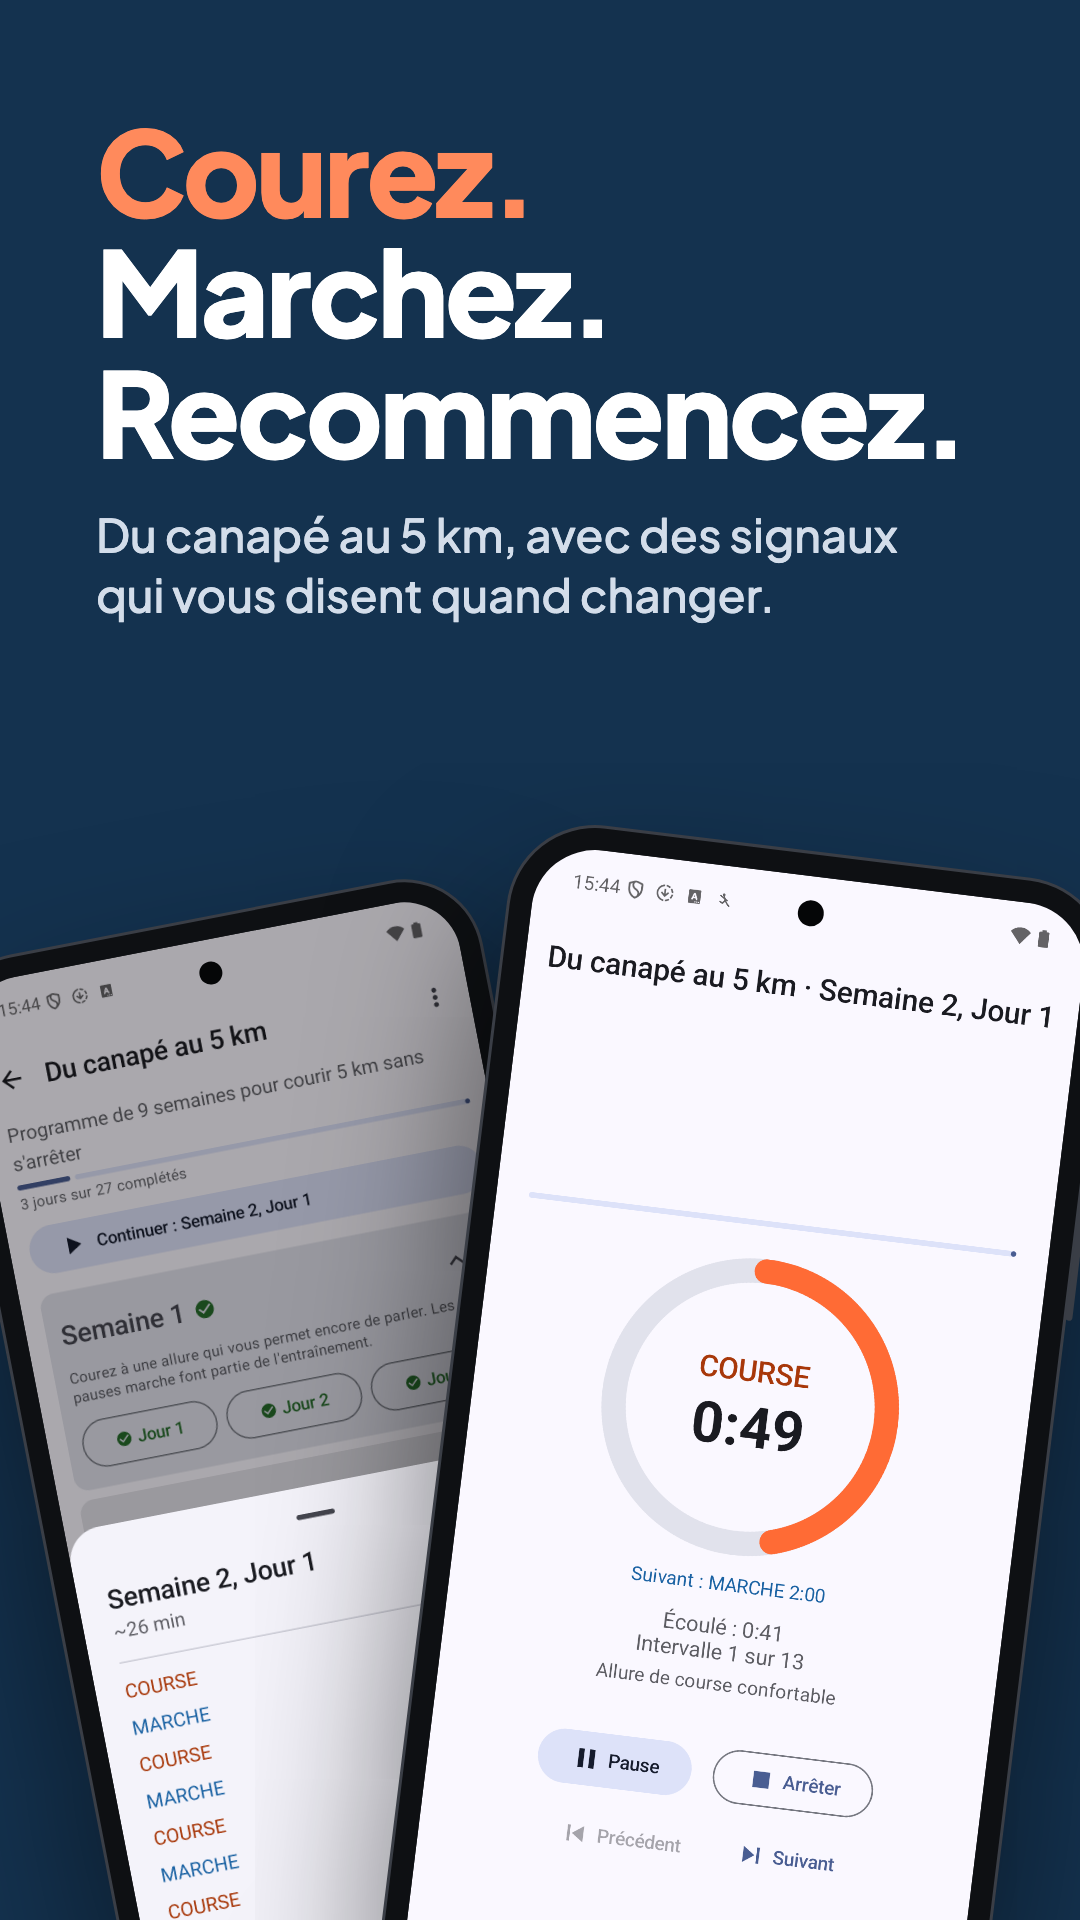 Courez.
Marchez.
Recommencez.
Du canapé au 5 km, avec des signaux
qui vous disent quand changer.
15:44
Du canapé au 5 km
Programme de 9 semaines pour courir 5 km sans
s'arrêter
3 jours sur 27 complétés
Continuer : Semaine 2, Jour 1
Semaine 1
Courez à une allure qui vous permet encore de parler. Les
pauses marche font partie de l'entraînement.
Jour 1
Jour 2
Semaine 2, Jour 1
~26 min
COURSE
MARCHE
COURSE
MARCHE
COURSE
MARCHE
COURSE
15:44
Du canapé au 5 km · Semaine 2, Jour 1
COURSE
0:49
Suivant : MARCHE 2:00
Écoulé : 0:41
Intervalle 1 sur 13
Allure de course confortable
Pause
Arrêter
Précédent
Suivant